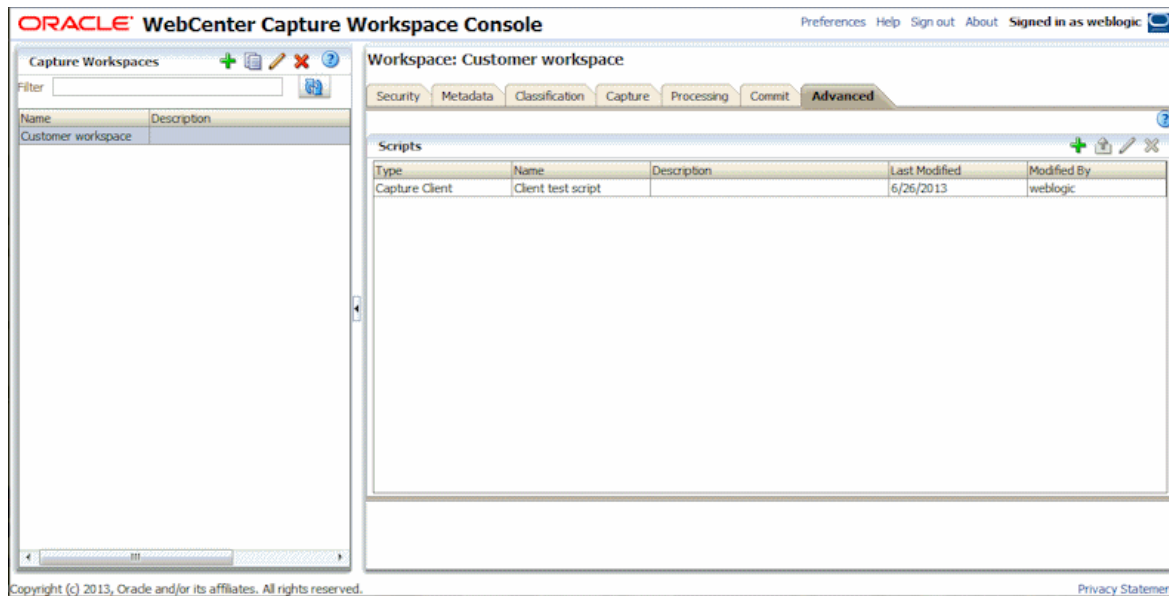 ORACLE WebCenter Capture Workspace Console
Preferences Help Sign out About Signed in as weblogic
Capture Workspaces
Filter
Name Description
Customer workspace
Workspace: Customer workspace
Security Metadata Classification Capture Processing Commit Advanced
Scripts
Type Name Description Last Modified Modified By
Capture Client Client test script 6/26/2013 weblogic
Copyright (c) 2013, Oracle and/or its affiliates. All rights reserved.
Privacy Statemen